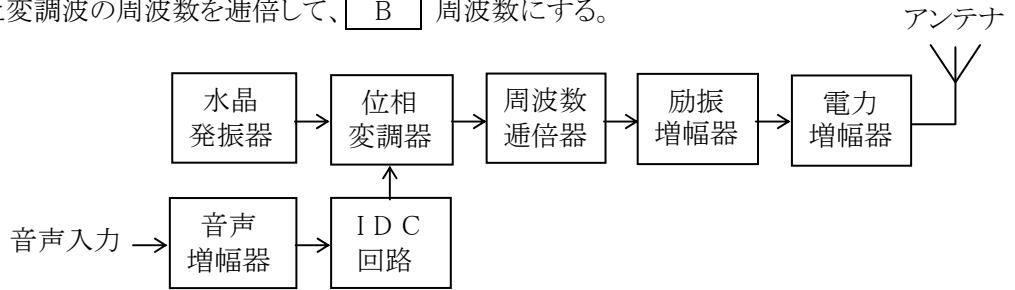 変調波の周波数を逓倍して、 B 周波数にする。
アンテナ
水晶
発振器
位相
変調器
周波数
逓倍器
励振
増幅器
電力
増幅器
音声入力
音声
増幅器
IDC
回路